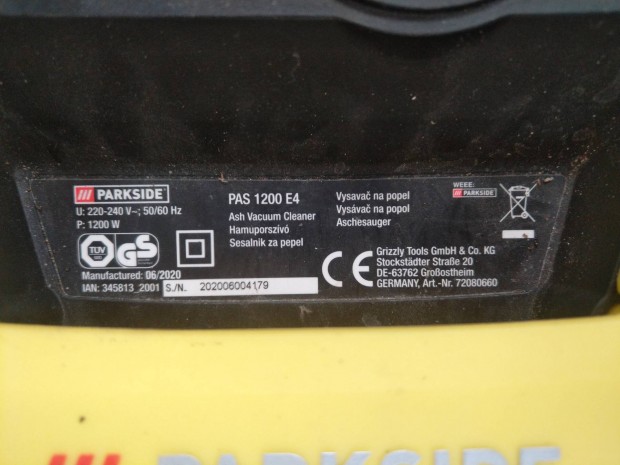 PARKSIDE
U: 220-240 V~; 50/60 Hz
P: 1200 W
TÜV
GS
Manufactured: 06/2020
IAN: 345813_2001
S./N. 202006004179
PAS 1200 E4
Ash Vacuum Cleaner
Hamuporszívó
Sesalnik za pepel
Vysavač na popel
Vysávač na popol
Aschesauger
WEEE:
PARKSIDE
CE
Grizzly Tools GmbH & Co. KG
Stockstädter Straße 20
DE-63762 Großostheim
GERMANY, Art.-Nr. 72080660
PARKSIDE